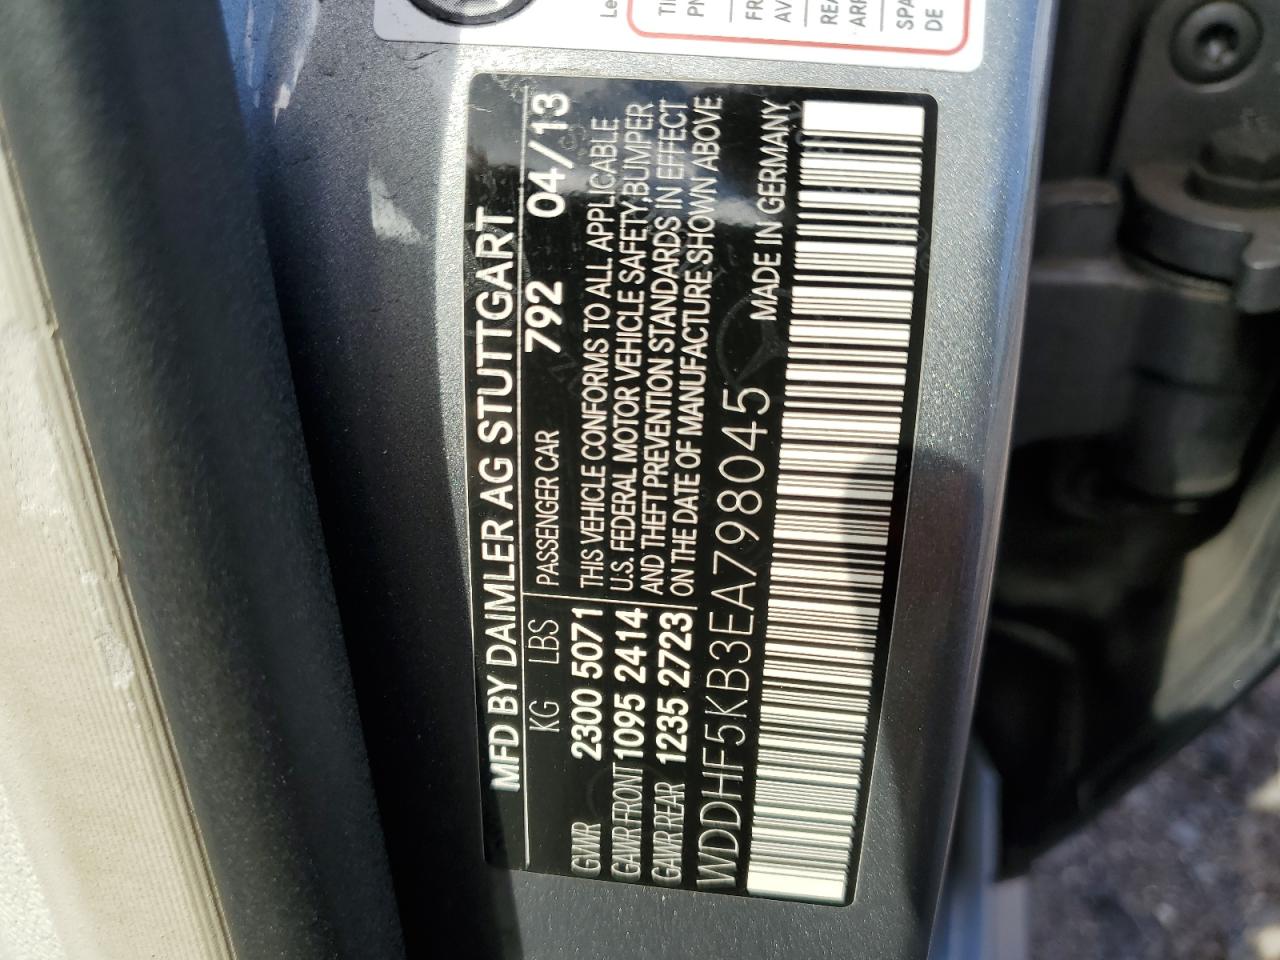 MFD BY DAIMLER AG STUTTGART
KG LBS PASSENGER CAR 792 04/13
GVWR 2300 5071 THIS VEHICLE CONFORMS TO ALL APPLICABLE
GAWR FRONT 1095 2414 U.S. FEDERAL MOTOR VEHICLE SAFETY,BUMPER
GAWR REAR 1235 2723 AND THEFT PREVENTION STANDARDS IN EFFECT
ON THE DATE OF MANUFACTURE SHOWN ABOVE
WDDHF5KB3EA798045 MADE IN GERMANY